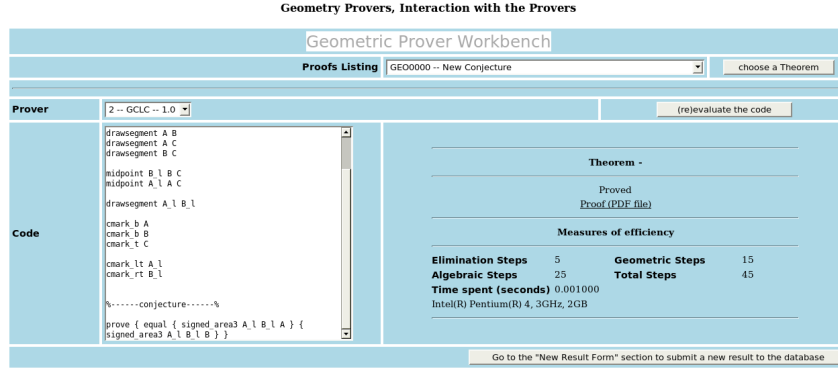 Geometry Provers, Interaction with the Provers
Geometric Prover Workbench
Proofs Listing GEO0000 -- New Conjecture choose a Theorem
Prover 2 -- GCLC -- 1.0 (re)evaluate the code
Code
drawsegment A B
drawsegment A C
drawsegment B C
midpoint B_l B C
midpoint A_l A C
drawsegment A_l B_l
cmark_b A
cmark_b B
cmark_t C
cmark_lt A_l
cmark_rt B_l
%------conjecture------%
prove { equal { signed_area3 A_l B_l A } {
signed_area3 A_l B_l B } }
Theorem -
Proved
Proof (PDF file)
Measures of efficiency
Elimination Steps 5 Geometric Steps 15
Algebraic Steps 25 Total Steps 45
Time spent (seconds) 0.001000
Intel(R) Pentium(R) 4, 3GHz, 2GB
Go to the "New Result Form" section to submit a new result to the database